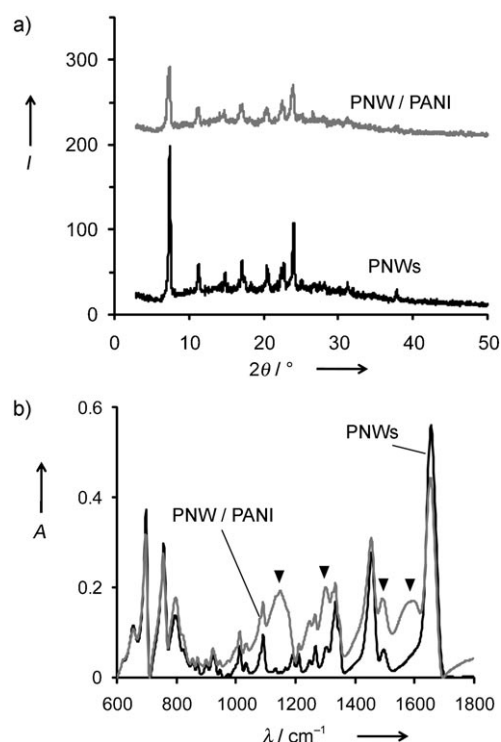 a)
300
PNW / PANI
200
I
100
PNWs
0
0 10 20 30 40 50
2θ / °
b)
0.6
PNWs
A
0.4
PNW / PANI
0.2
0
600 800 1000 1200 1400 1600 1800
λ / cm⁻¹